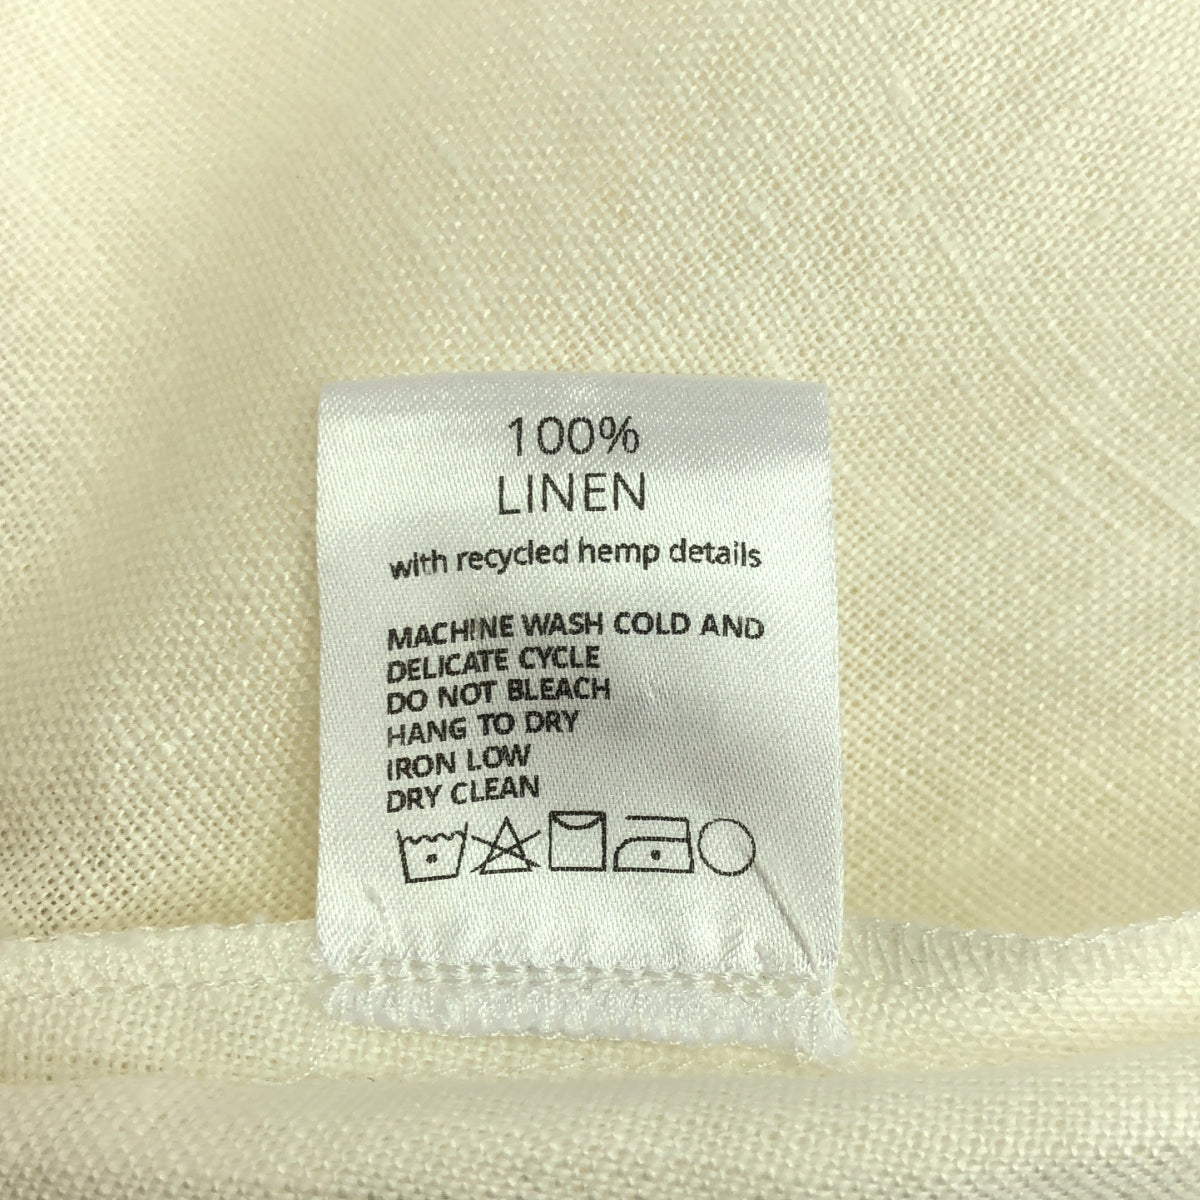 100%
LINEN
with recycled hemp details
MACHINE WASH COLD AND
DELICATE CYCLE
DO NOT BLEACH
HANG TO DRY
IRON LOW
DRY CLEAN